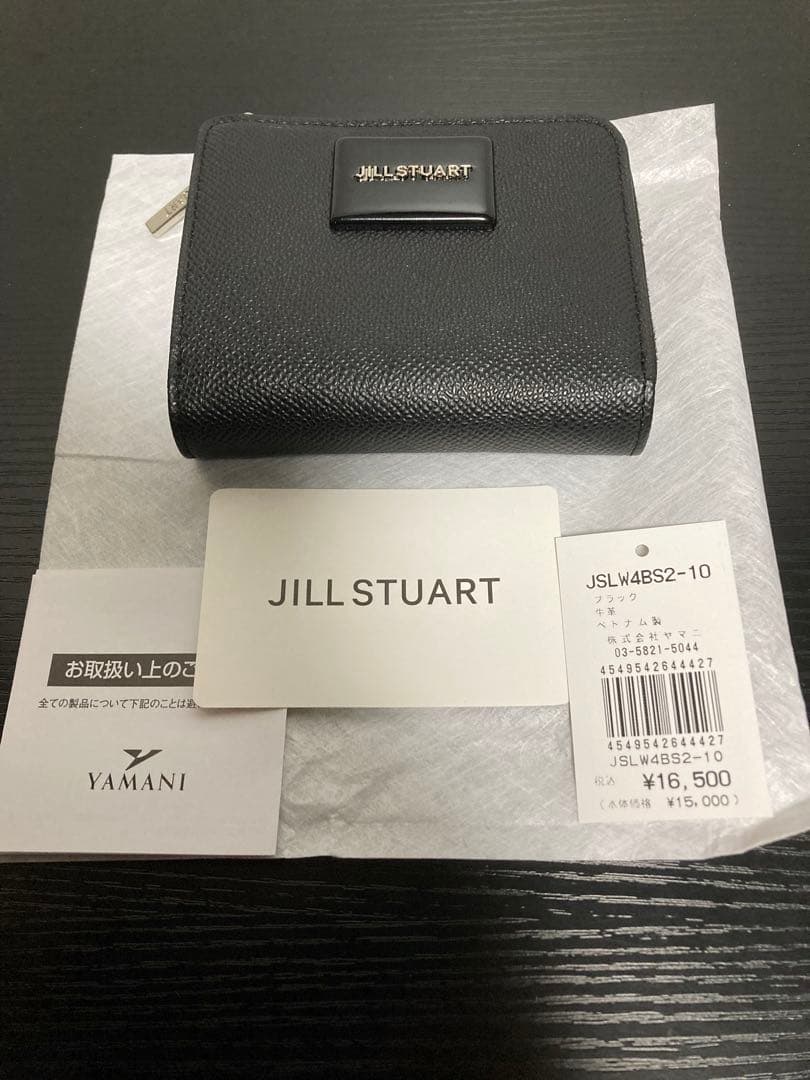 JILLSTUART
JILL STUART
お取扱い上のご
全ての製品について下記のことは避
YAMANI
JSLW4BS2-10
ブラック
牛革
ベトナム製
株式会社ヤマニ
03-5821-5044
4549542644427
4549542644427
JSLW4BS2-10
税込 ¥16,500
(本体価格 ¥15,000)